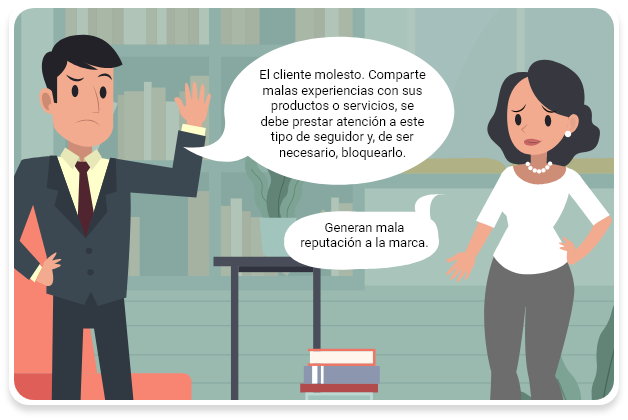 El cliente molesto. Comparte
malas experiencias con sus
productos o servicios, se
debe prestar atención a este
tipo de seguidor y, de ser
necesario, bloquearlo.
Generan mala
reputación a la marca.